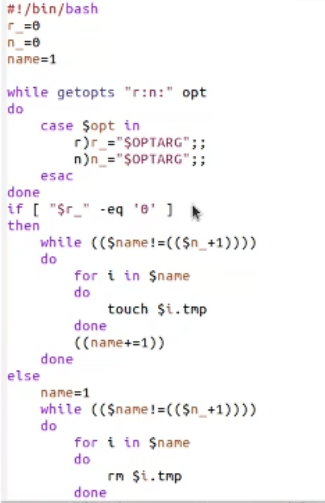 #!/bin/bash
r_=0
n_=0
name=1

while getopts "r:n:" opt
do
    case $opt in
        r)r_="$OPTARG";;
        n)n_="$OPTARG";;
    esac
done
if [ "$r_" -eq '0' ]
then
    while (($name!=(($n_+1))))
    do
        for i in $name
        do
            touch $i.tmp
        done
        ((name+=1))
    done
else
    name=1
    while (($name!=(($n_+1))))
    do
        for i in $name
        do
            rm $i.tmp
        done